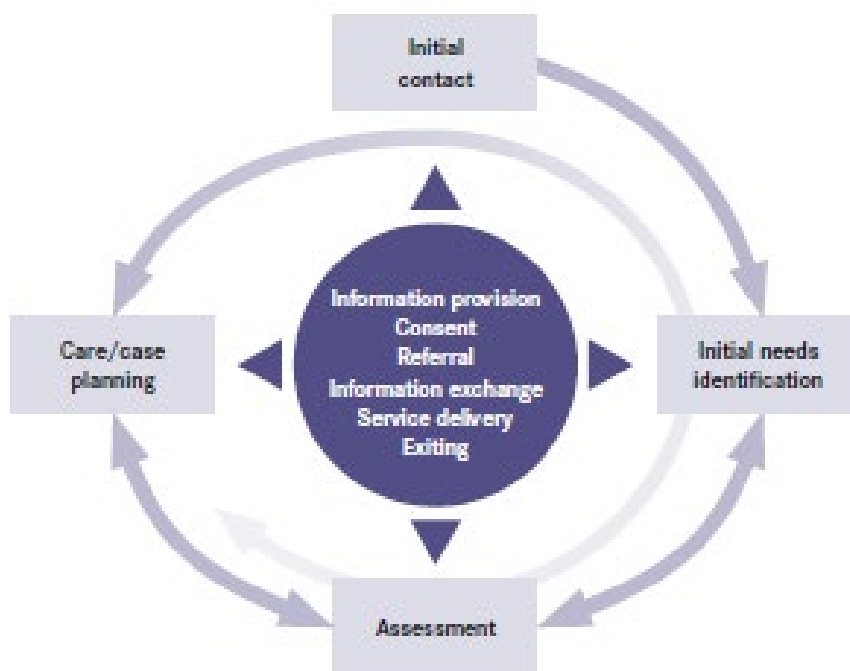 Initial
contact
Information provision
Consent
Referral
Information exchange
Service delivery
Exiting
Care/case
planning
Initial needs
identification
Assessment